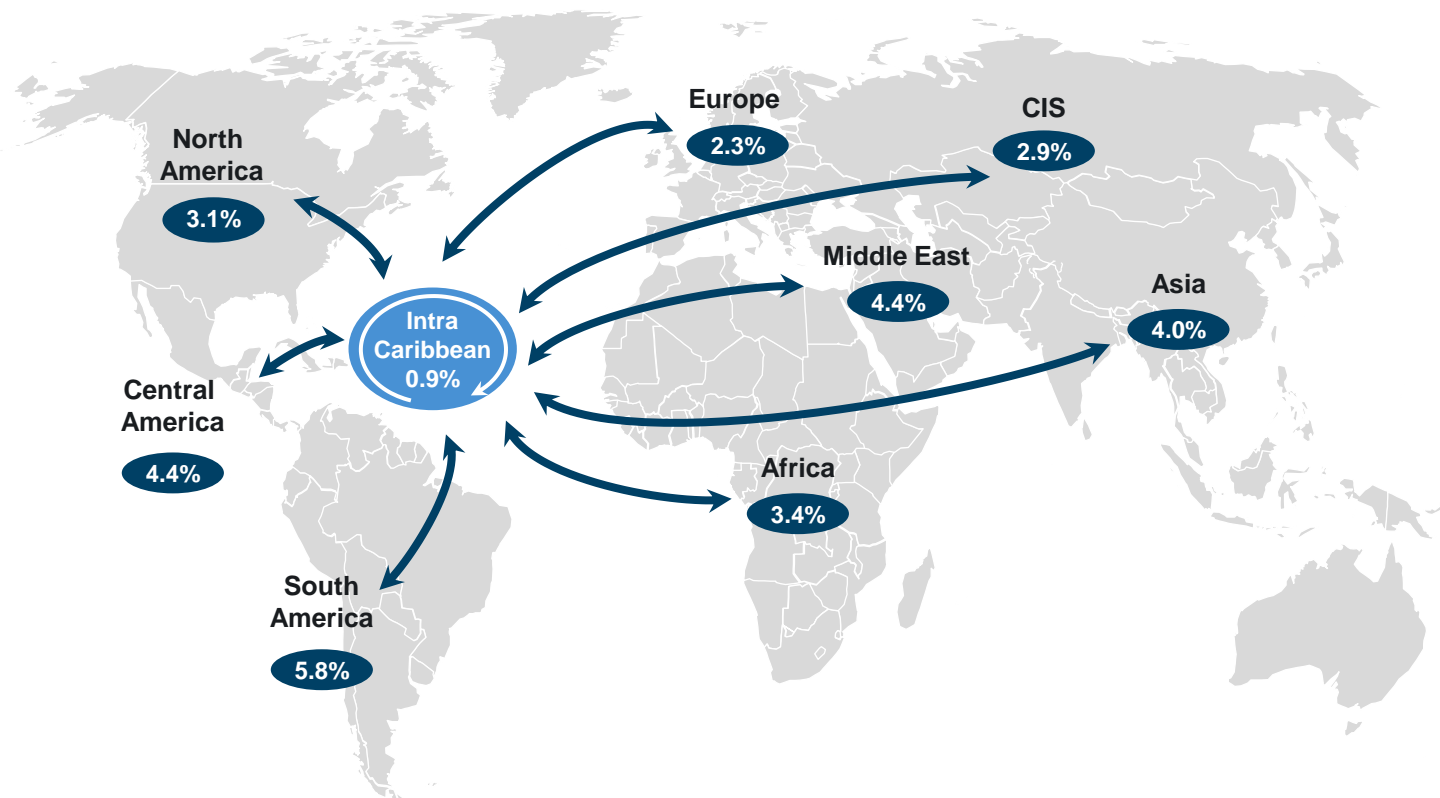 Europe
2.3%
CIS
2.9%
North
America
3.1%
Middle East
4.4%
Asia
4.0%
Intra
Caribbean
0.9%
Central
America
4.4%
Africa
3.4%
South
America
5.8%